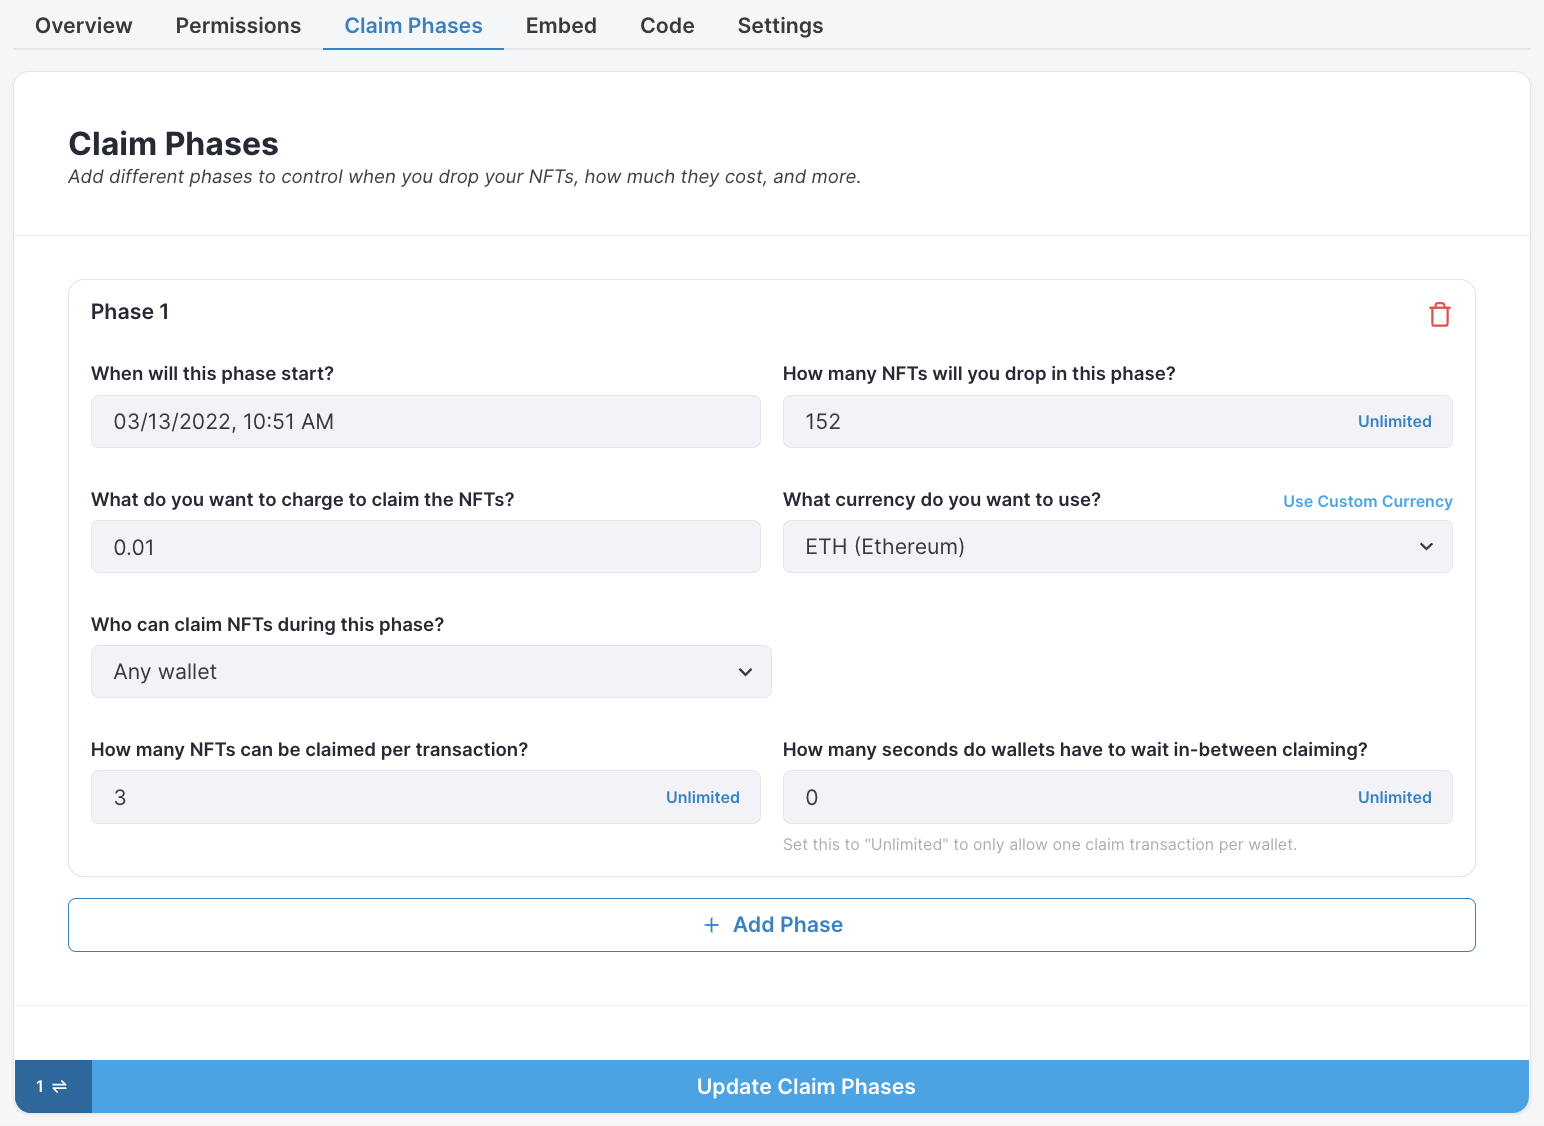 Overview Permissions Claim Phases Embed Code Settings
Claim Phases
Add different phases to control when you drop your NFTs, how much they cost, and more.
Phase 1
When will this phase start?
03/13/2022, 10:51 AM
How many NFTs will you drop in this phase?
152 Unlimited
What do you want to charge to claim the NFTs?
0.01
What currency do you want to use? Use Custom Currency
ETH (Ethereum)
Who can claim NFTs during this phase?
Any wallet
How many NFTs can be claimed per transaction?
3 Unlimited
How many seconds do wallets have to wait in-between claiming?
0 Unlimited
Set this to "Unlimited" to only allow one claim transaction per wallet.
+ Add Phase
1 ⇌ Update Claim Phases